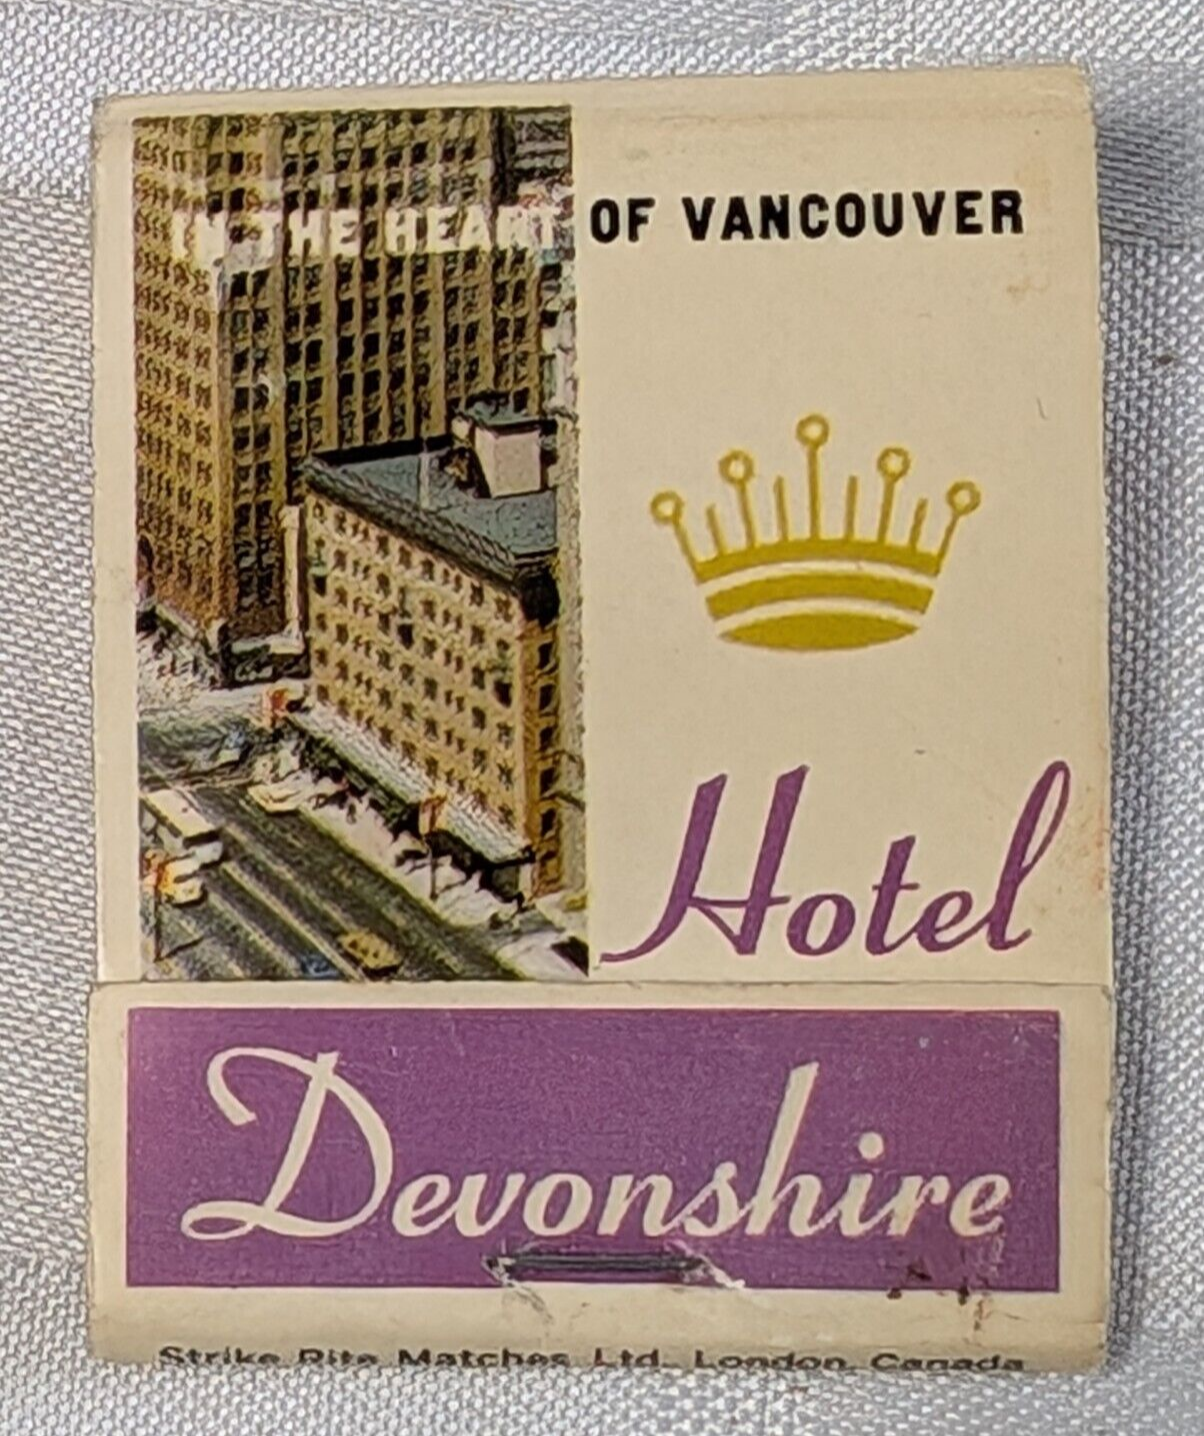 IN THE HEART OF VANCOUVER
Hotel
Devonshire
Strike Rite Matches Ltd. London, Canada